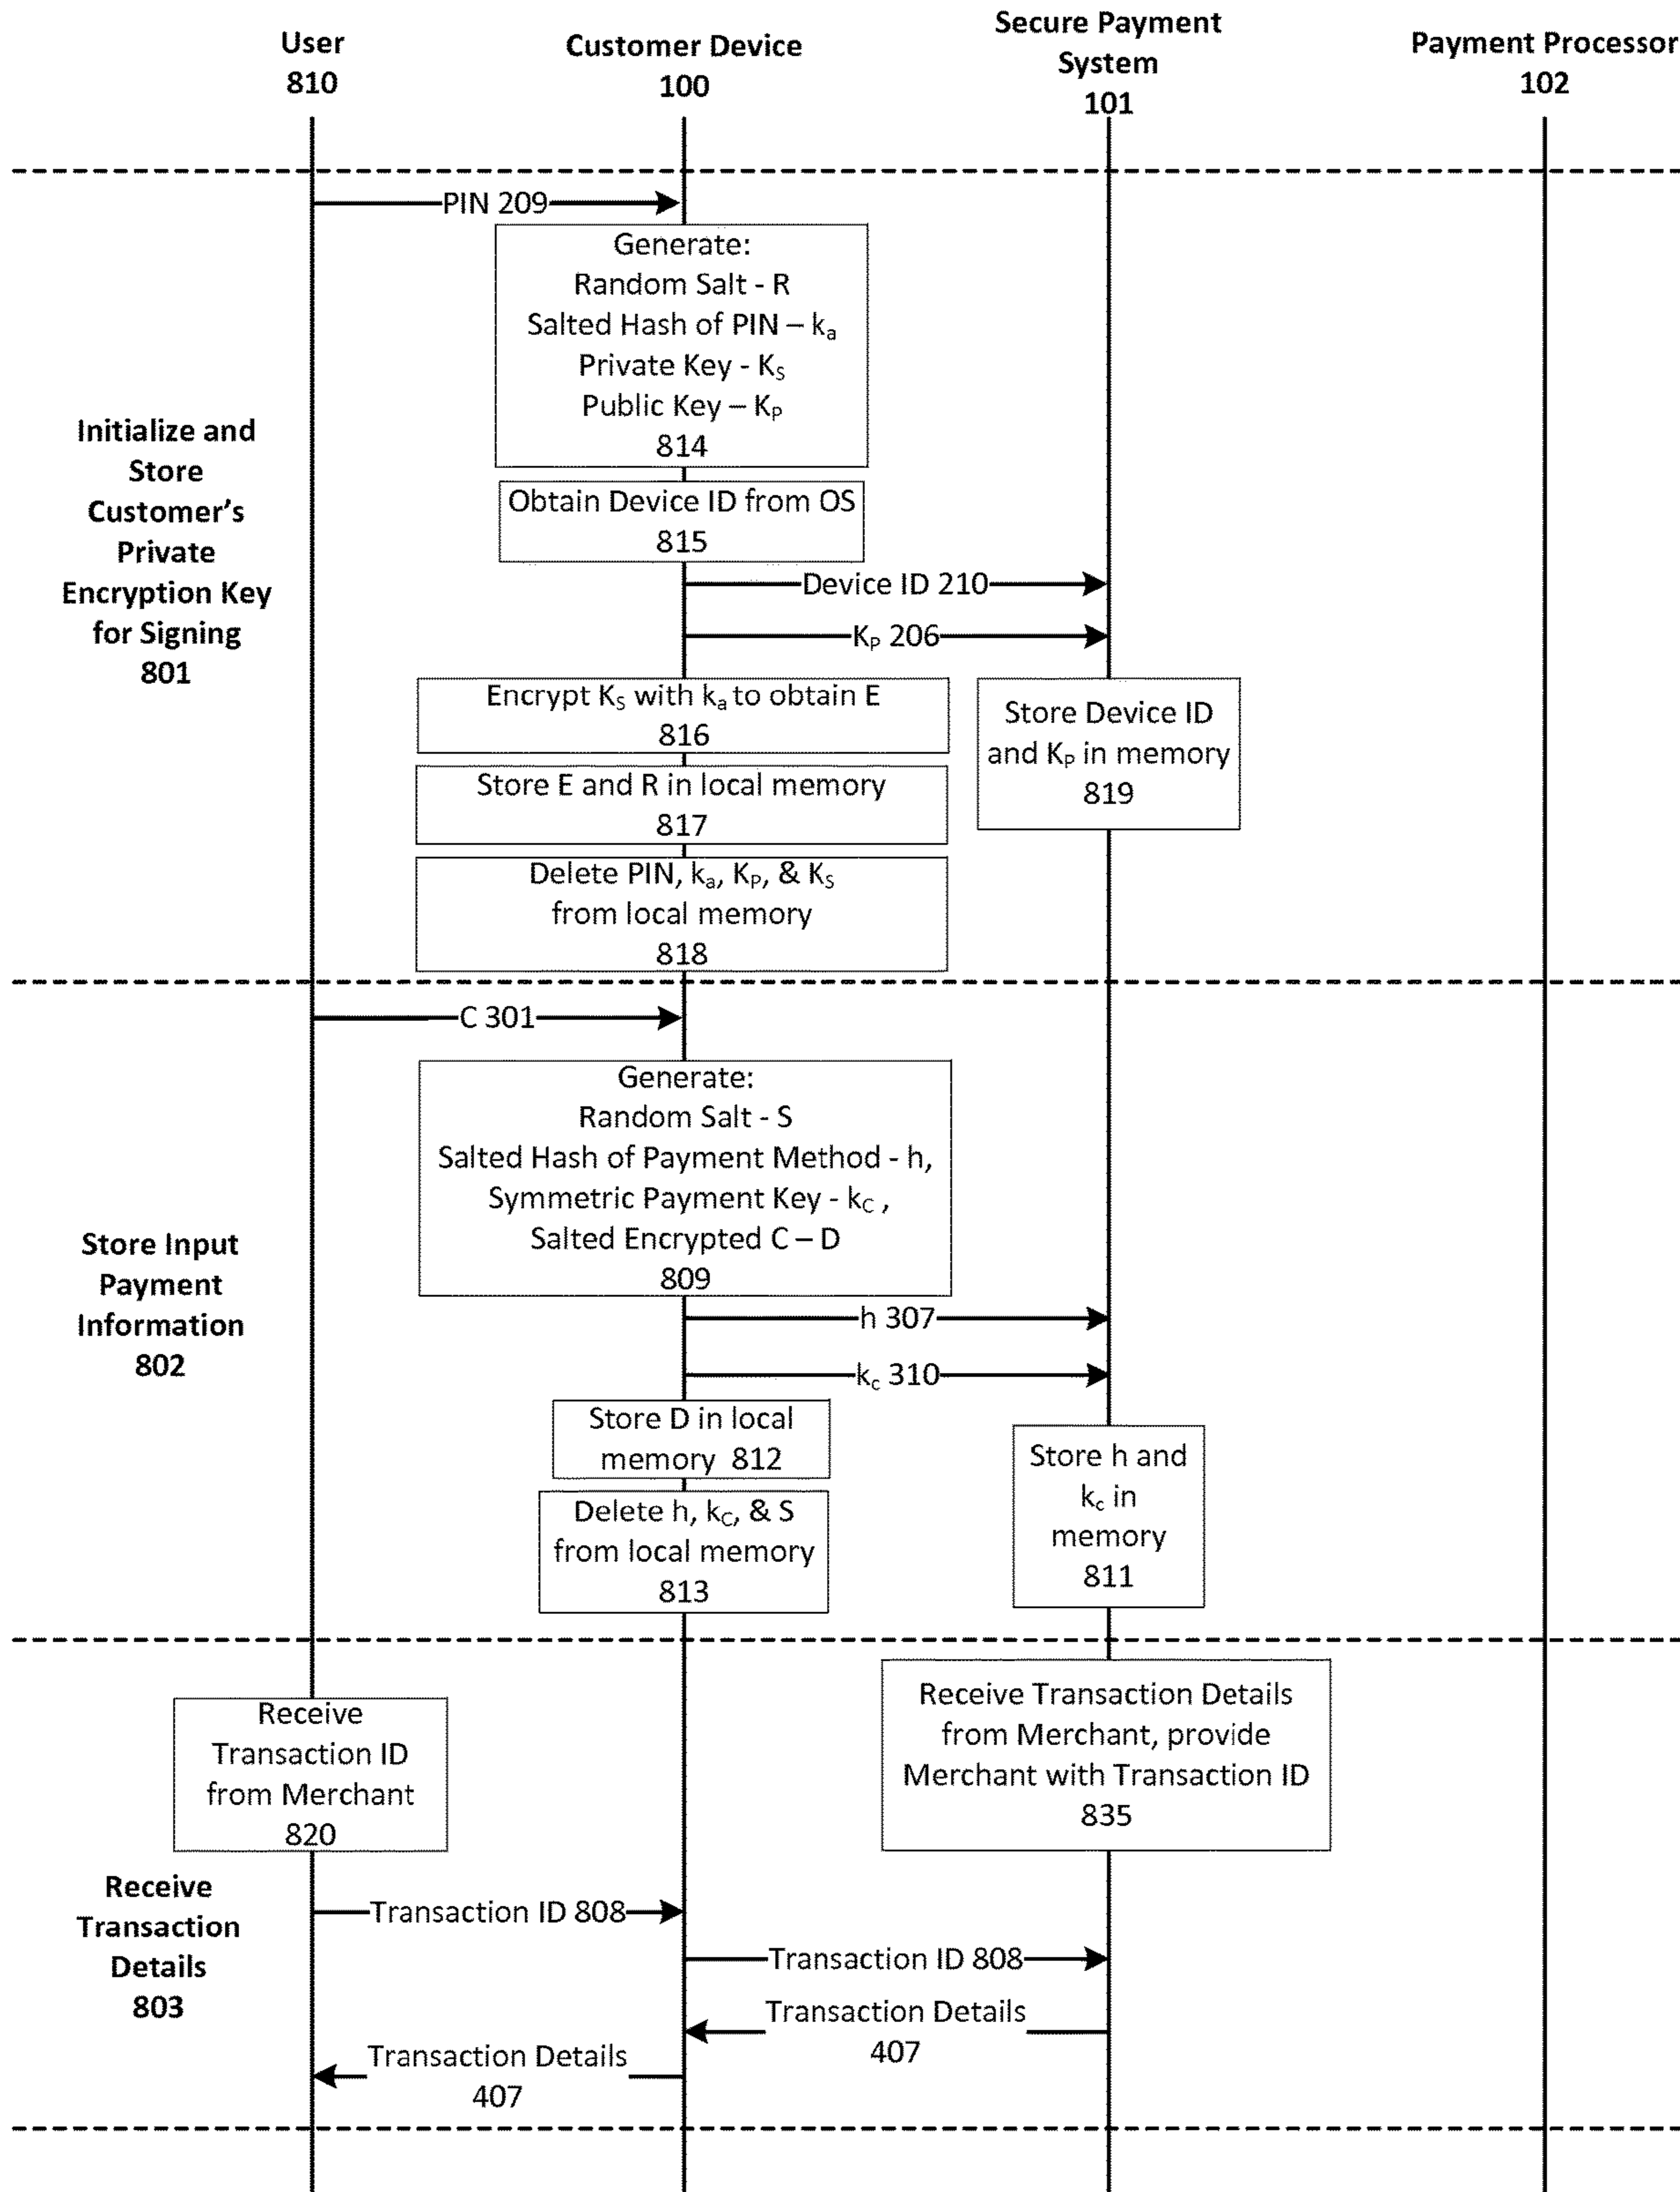 User
810
Customer Device
100
Secure Payment
System
101
Payment Processor
102
Initialize and
Store
Customer’s
Private
Encryption Key
for Signing
801
PIN 209
Generate:
Random Salt - R
Salted Hash of PIN – kₐ
Private Key - Kₛ
Public Key – Kₚ
814
Obtain Device ID from OS
815
Device ID 210
Kₚ 206
Encrypt Kₛ with kₐ to obtain E
816
Store E and R in local memory
817
Delete PIN, kₐ, Kₚ, & Kₛ
from local memory
818
Store Device ID
and Kₚ in memory
819
Store Input
Payment
Information
802
C 301
Generate:
Random Salt - S
Salted Hash of Payment Method - h,
Symmetric Payment Key - kC ,
Salted Encrypted C – D
809
h 307
kc 310
Store D in local
memory 812
Delete h, kC, & S
from local memory
813
Store h and
kc in
memory
811
Receive
Transaction ID
from Merchant
820
Receive Transaction Details
from Merchant, provide
Merchant with Transaction ID
835
Receive
Transaction
Details
803
Transaction ID 808
Transaction ID 808
Transaction Details
407
Transaction Details
407